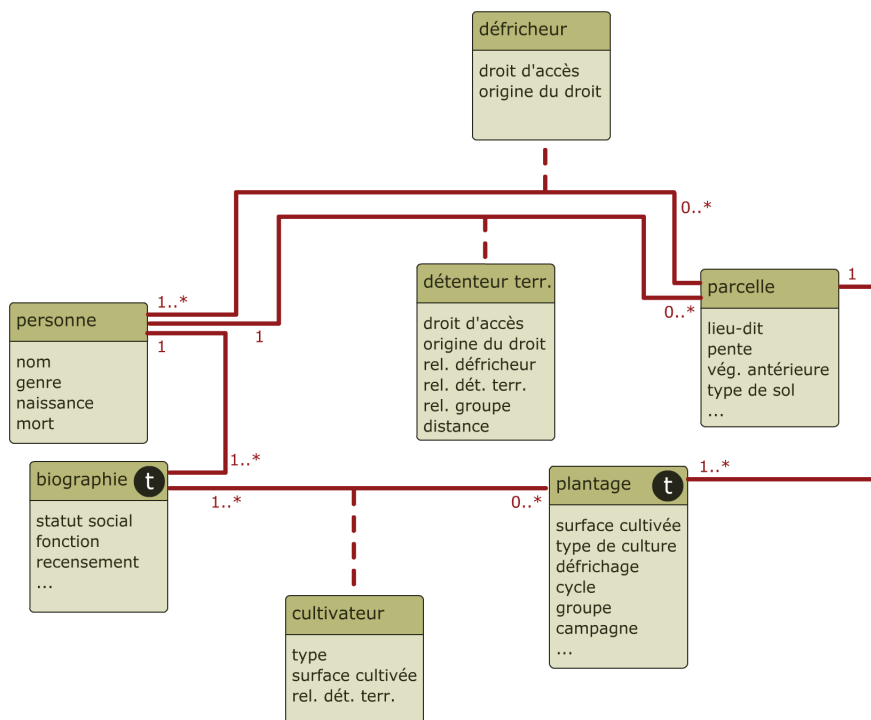 défricheur
droit d'accès
origine du droit
0..*
détenteur terr.
droit d'accès
origine du droit
rel. défricheur
rel. dét. terr.
rel. groupe
distance
1
parcelle
lieu-dit
pente
vég. antérieure
type de sol
...
0..*
1..*
personne
nom
genre
naissance
mort
1
1
1..*
biographie t
statut social
fonction
recensement
...
1..*
0..*
plantage t
surface cultivée
type de culture
défrichage
cycle
groupe
campagne
...
1..*
cultivateur
type
surface cultivée
rel. dét. terr.